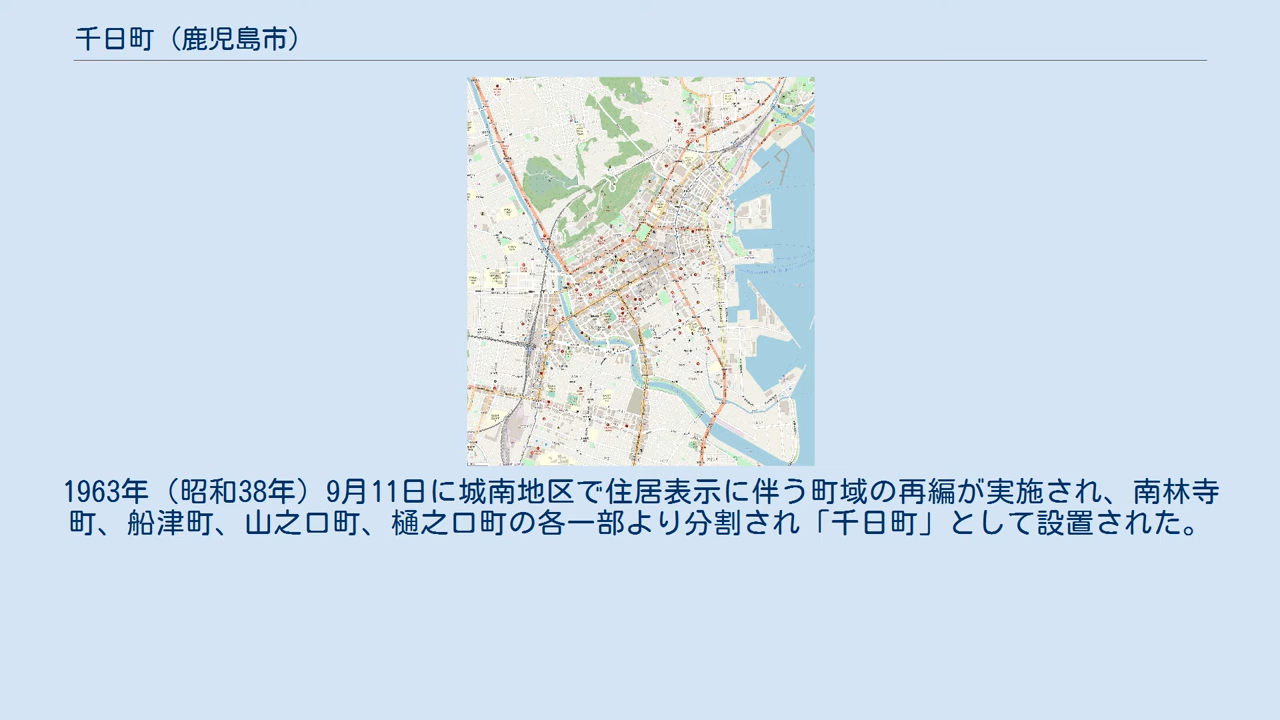 千日町（鹿児島市）
1963年（昭和38年）9月11日に城南地区で住居表示に伴う町域の再編が実施され、南林寺
町、船津町、山之口町、樋之口町の各一部より分割され「千日町」として設置された。